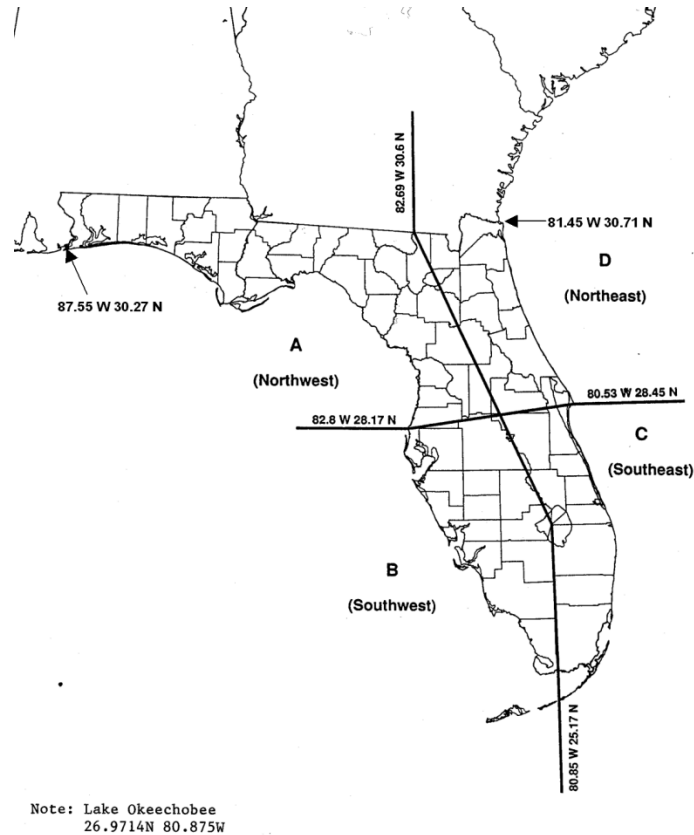 82.69 W 30.6 N
81.45 W 30.71 N
D
(Northeast)
87.55 W 30.27 N
A
(Northwest)
80.53 W 28.45 N
82.8 W 28.17 N
C
(Southeast)
B
(Southwest)
80.85 W 25.17 N
Note: Lake Okeechobee
26.9714N 80.875W